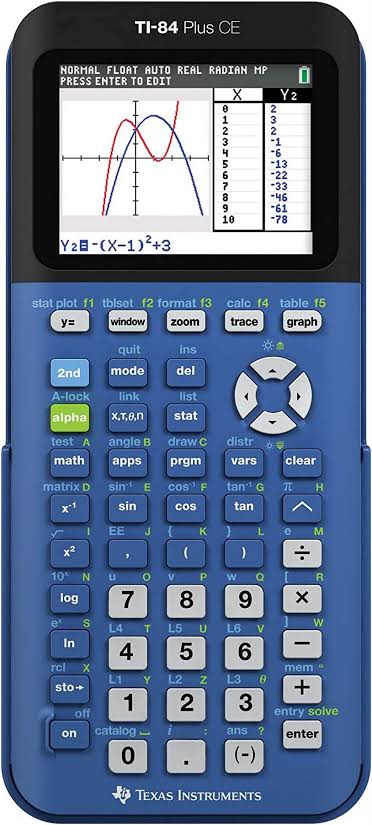 TI-84 Plus CE
NORMAL FLOAT AUTO REAL RADIAN MP
PRESS ENTER TO EDIT
X Y₂
0 2
1 3
2 2
3 -1
4 -6
5 -13
6 -22
7 -33
8 -46
9 -61
10 -78
Y₂=-(X-1)²+3
stat plot f1 tblset f2 format f3 calc f4 table f5
y= window zoom trace graph
quit ins
2nd mode del
A-lock link list
alpha X,T,θ,n stat
test A angle B draw C distr
math apps prgm vars clear
matrix D sin⁻¹ E cos⁻¹ F tan⁻¹ G π H
x⁻¹ sin cos tan ^
√ I EE J { K } L e M
x² , ( ) ÷
10ˣ N u O v P w Q [ R
log 7 8 9 ×
eˣ S L4 T L5 U L6 V ] W
ln 4 5 6 −
rcl X L1 Y L2 Z L3 θ mem "
sto→ 1 2 3 +
off catalog ⎵ i : ans ? entry solve
on 0 . (-) enter
TEXAS INSTRUMENTS